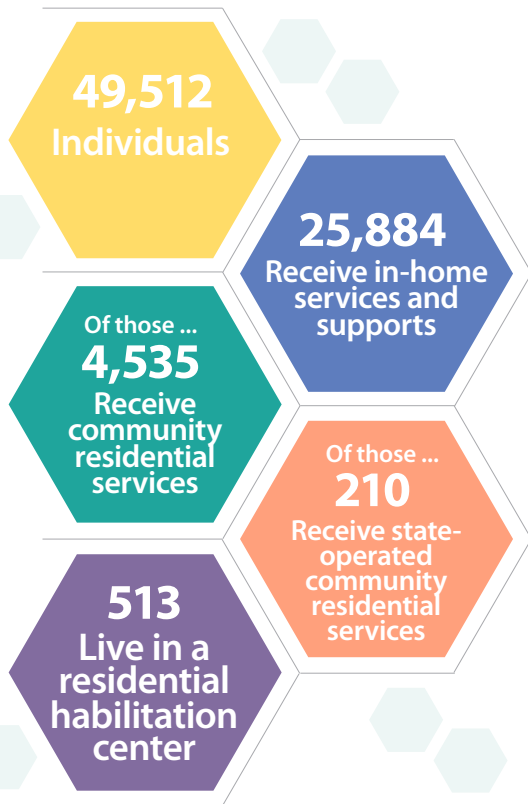 49,512
Individuals
25,884
Receive in-home
services and
supports
Of those ...
4,535
Receive
community
residential
services
Of those ...
210
Receive state-
operated
community
residential
services
513
Live in a
residential
habilitation
center